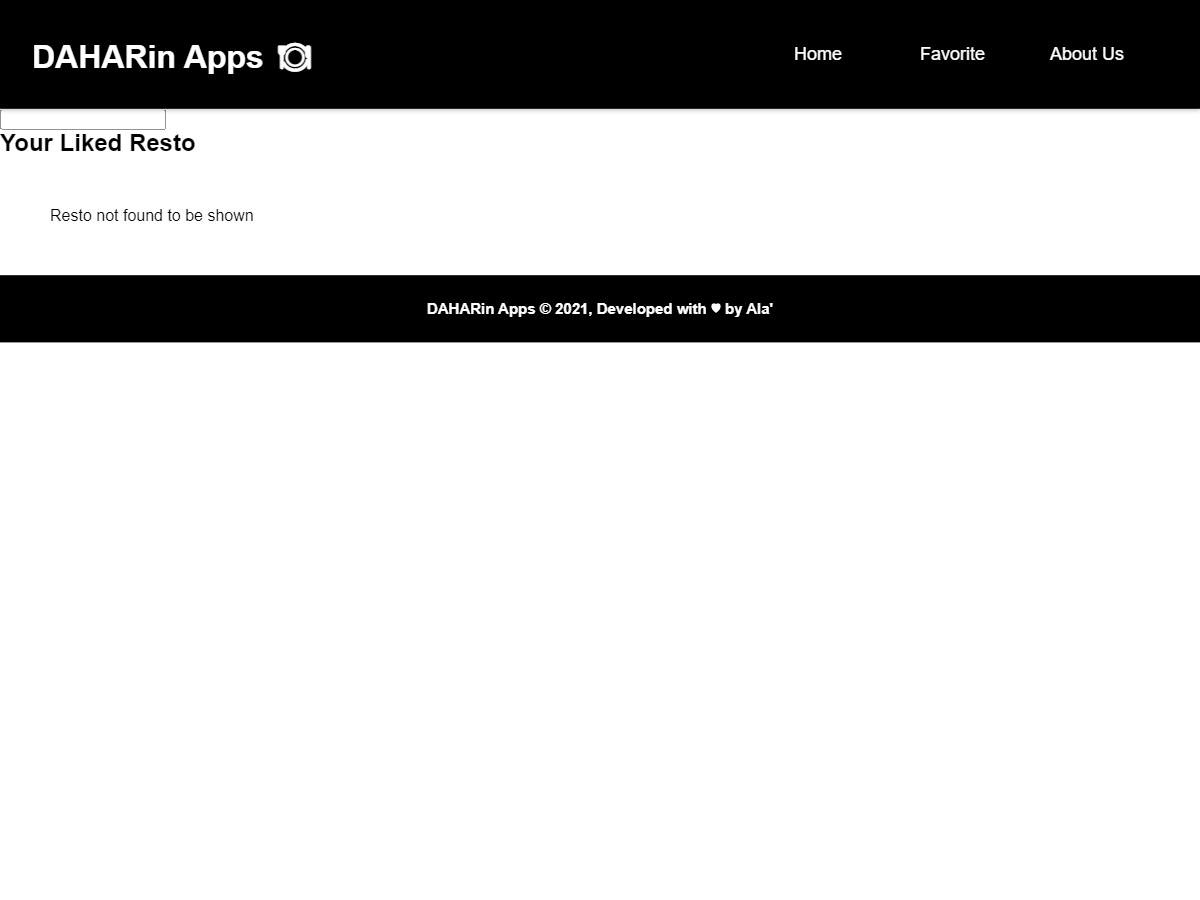 DAHARin Apps 🍽
Home Favorite About Us
Your Liked Resto
Resto not found to be shown
DAHARin Apps © 2021, Developed with ♥ by Ala'